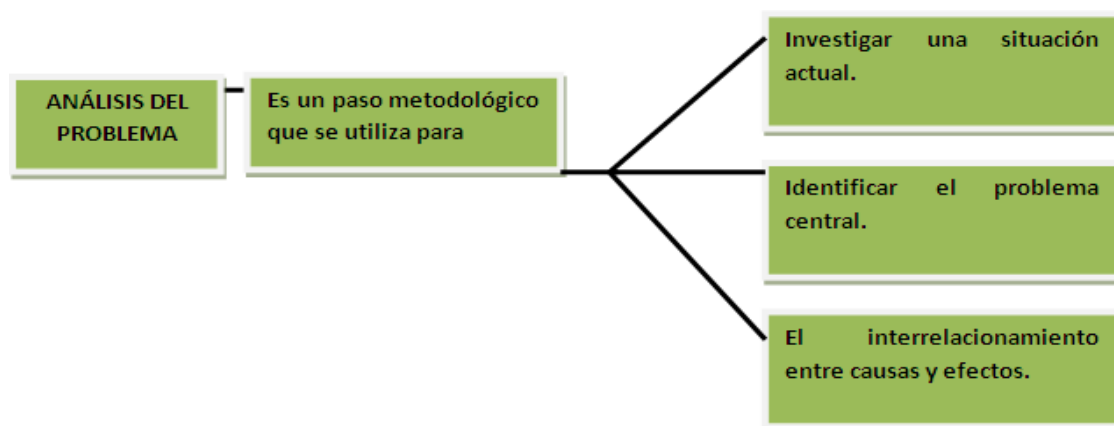 ANÁLISIS DEL
PROBLEMA
Es un paso metodológico
que se utiliza para
Investigar una situación
actual.
Identificar el problema
central.
El interrelacionamiento
entre causas y efectos.